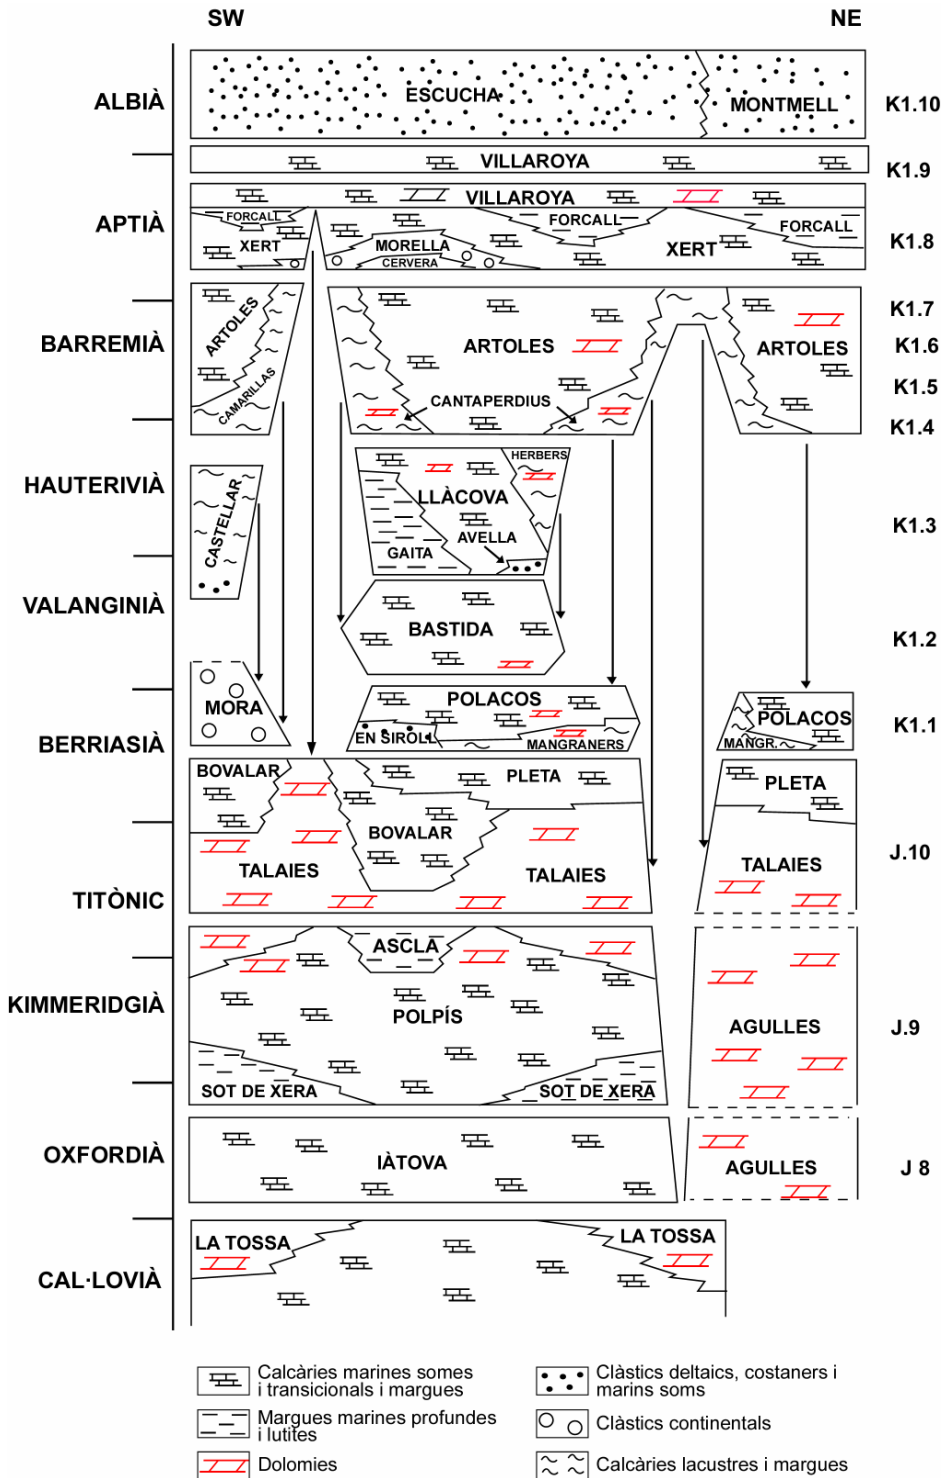 SW
NE
ALBIÀ
ESCUCHA
MONTMELL
K1.10
VILLAROYA
K1.9
VILLAROYA
APTIÀ
FORCALL
FORCALL
FORCALL
XERT
MORELLA
XERT
CERVERA
K1.8
BARREMIÀ
ARTOLES
CAMARILLAS
ARTOLES
CANTAPERDIUS
ARTOLES
K1.7
K1.6
K1.5
K1.4
HAUTERIVIÀ
CASTELLAR
HERBERS
LLÀCOVA
AVELLA
GAITA
K1.3
VALANGINIÀ
BASTIDA
K1.2
BERRIASIÀ
MORA
POLACOS
EN SIROLL
MANGRANERS
POLACOS
MANGR.
K1.1
BOVALAR
PLETA
PLETA
BOVALAR
TALAIES
TALAIES
TALAIES
J.10
TITÒNIC
ASCLA
KIMMERIDGIÀ
POLPÍS
AGULLES
J.9
SOT DE XERA
SOT DE XERA
OXFORDIÀ
IÀTOVA
AGULLES
J 8
LA TOSSA
LA TOSSA
CAL·LOVIÀ
Calcàries marines somes
i transicionals i margues
Clàstics deltaics, costaners i
marins soms
Margues marines profundes
i lutites
Clàstics continentals
Dolomies
Calcàries lacustres i margues